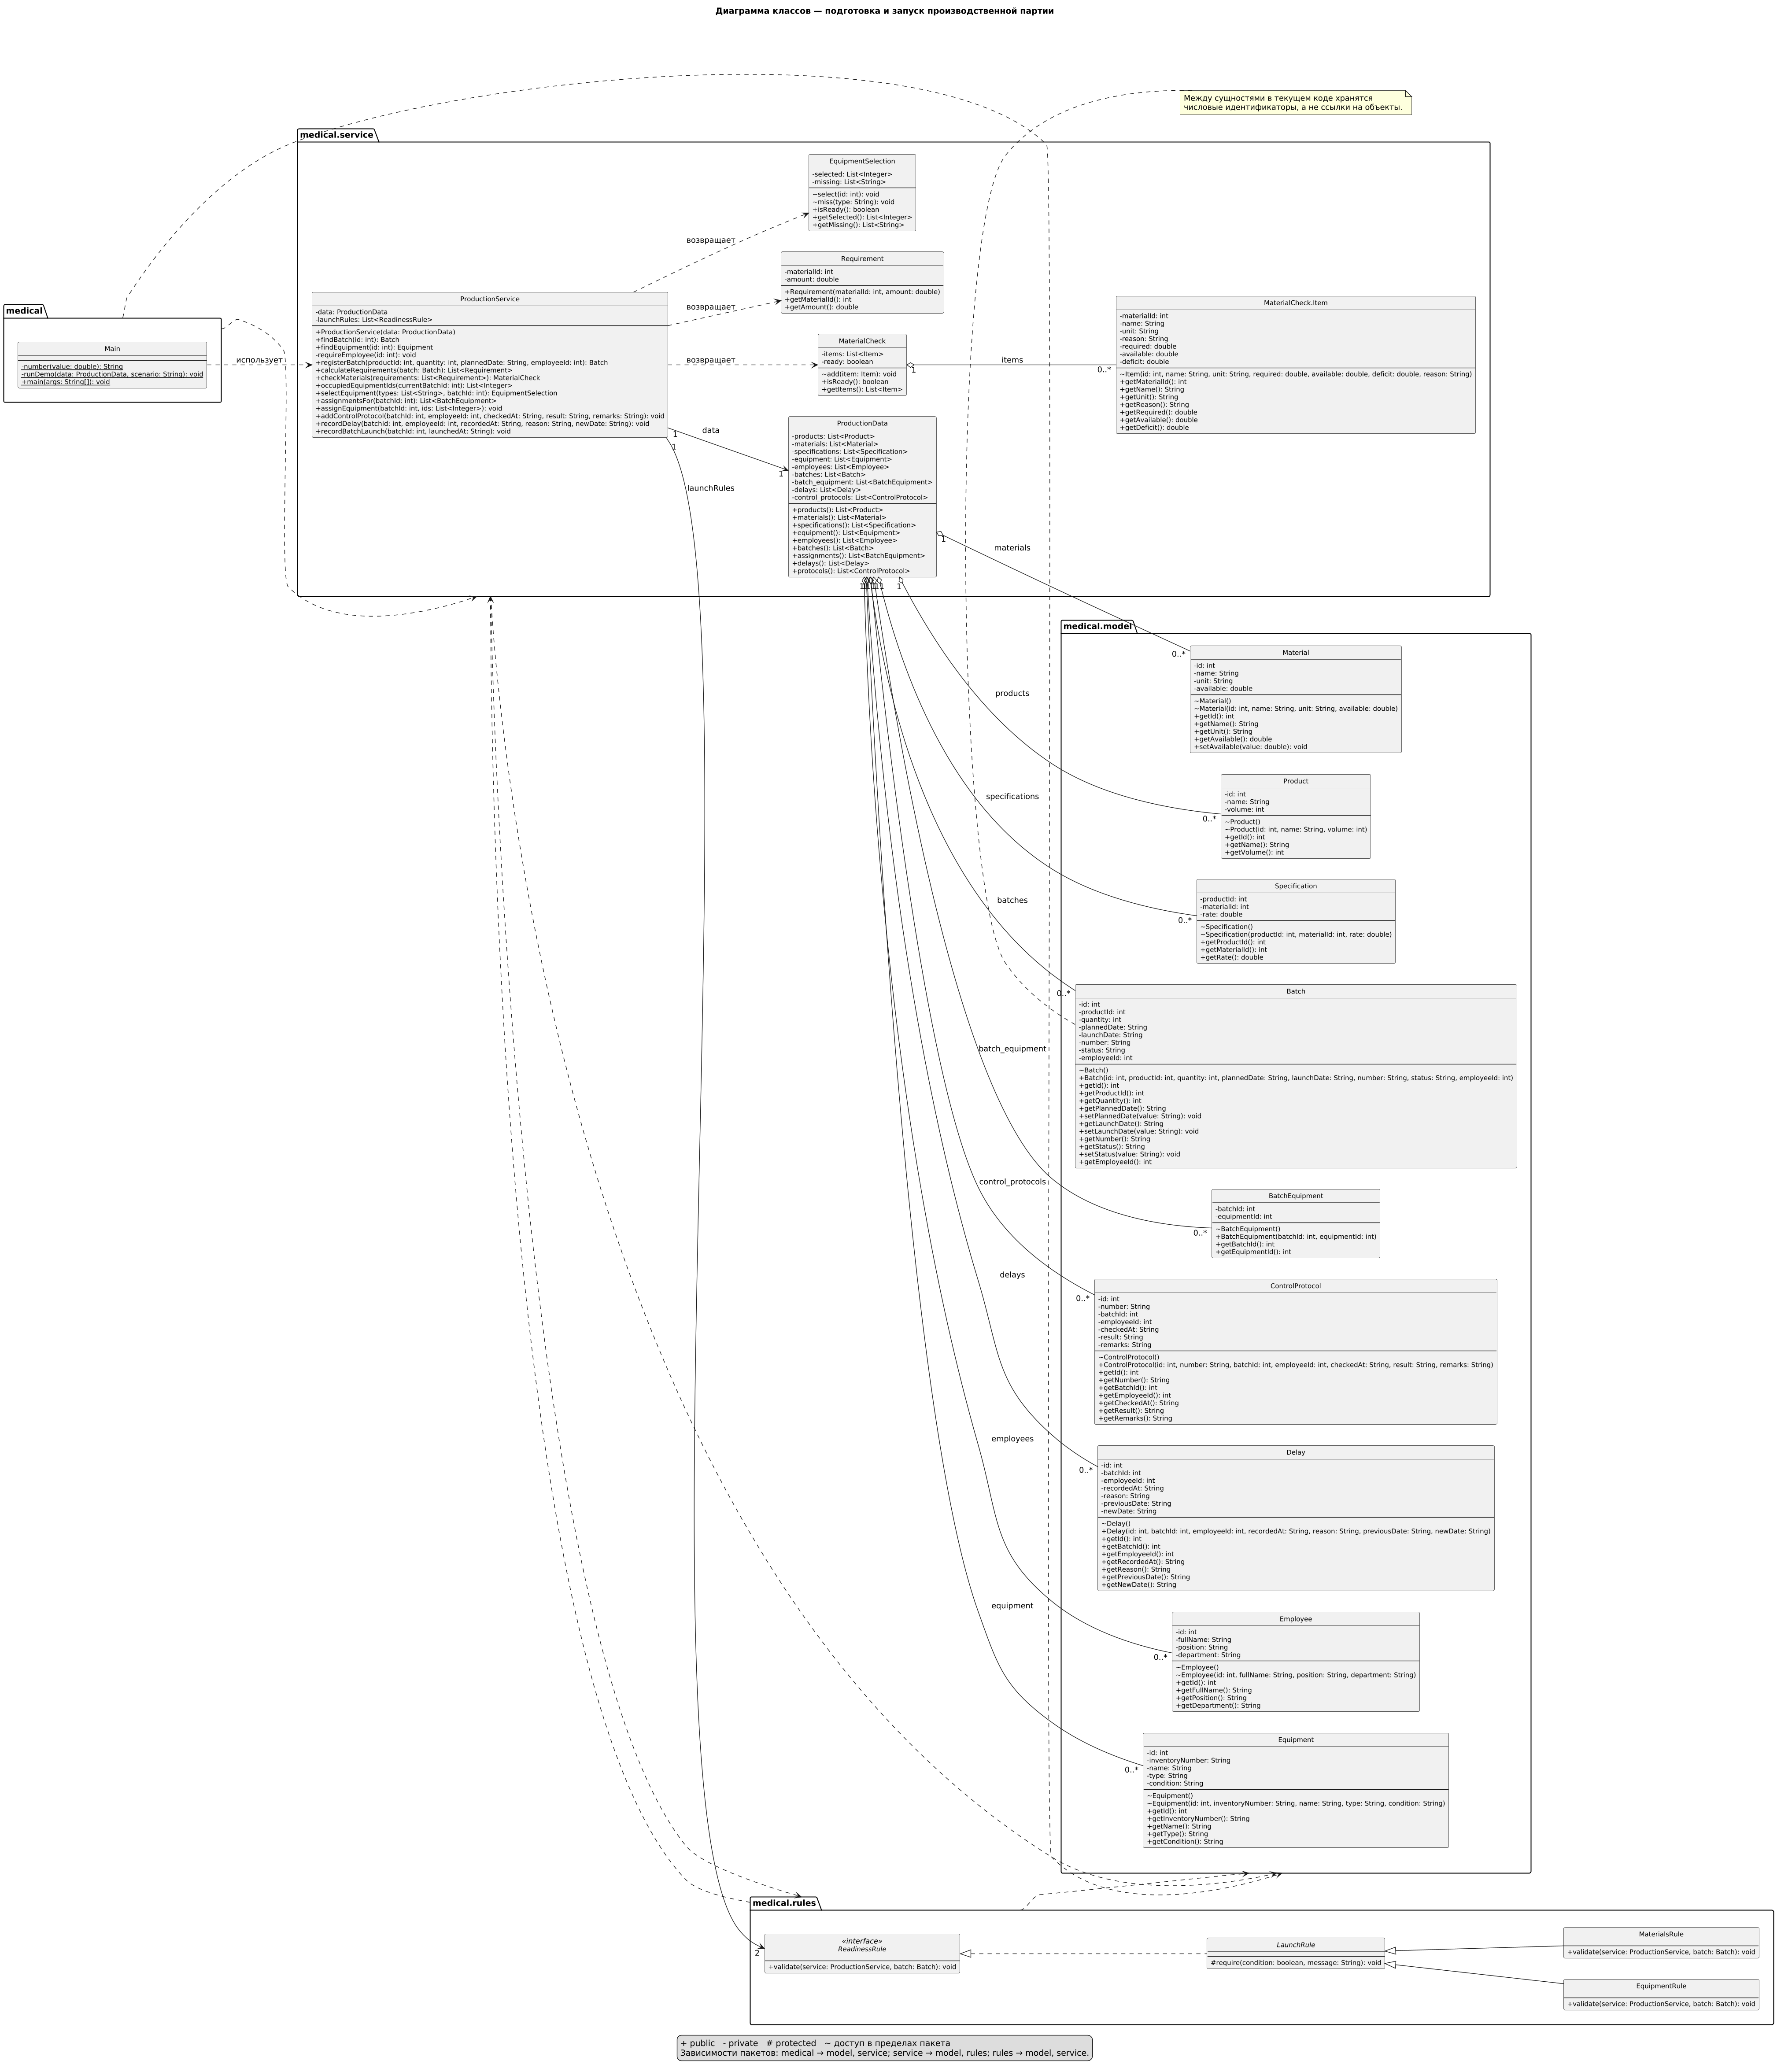 Диаграмма классов — подготовка и запуск производственной партии
Между сущностями в текущем коде хранятся
числовые идентификаторы, а не ссылки на объекты.
medical.service
EquipmentSelection
-selected: List<Integer>
-missing: List<String>
~select(id: int): void
~miss(type: String): void
+isReady(): boolean
+getSelected(): List<Integer>
+getMissing(): List<String>
возвращает
Requirement
-materialId: int
-amount: double
+Requirement(materialId: int, amount: double)
+getMaterialId(): int
+getAmount(): double
возвращает
ProductionService
-data: ProductionData
-launchRules: List<ReadinessRule>
+ProductionService(data: ProductionData)
+findBatch(id: int): Batch
+findEquipment(id: int): Equipment
-requireEmployee(id: int): void
+registerBatch(productId: int, quantity: int, plannedDate: String, employeeId: int): Batch
+calculateRequirements(batch: Batch): List<Requirement>
+checkMaterials(requirements: List<Requirement>): MaterialCheck
+occupiedEquipmentIds(currentBatchId: int): List<Integer>
+selectEquipment(types: List<String>, batchId: int): EquipmentSelection
+assignmentsFor(batchId: int): List<BatchEquipment>
+assignEquipment(batchId: int, ids: List<Integer>): void
+addControlProtocol(batchId: int, employeeId: int, checkedAt: String, result: String, remarks: String): void
+recordDelay(batchId: int, employeeId: int, recordedAt: String, reason: String, newDate: String): void
+recordBatchLaunch(batchId: int, launchedAt: String): void
medical
Main
-number(value: double): String
-runDemo(data: ProductionData, scenario: String): void
+main(args: String[]): void
использует
возвращает
MaterialCheck
-items: List<Item>
-ready: boolean
~add(item: Item): void
+isReady(): boolean
+getItems(): List<Item>
1
items
0..*
MaterialCheck.Item
-materialId: int
-name: String
-unit: String
-reason: String
-required: double
-available: double
-deficit: double
~Item(id: int, name: String, unit: String, required: double, available: double, deficit: double, reason: String)
+getMaterialId(): int
+getName(): String
+getUnit(): String
+getReason(): String
+getRequired(): double
+getAvailable(): double
+getDeficit(): double
1
data
1
1
launchRules
ProductionData
-products: List<Product>
-materials: List<Material>
-specifications: List<Specification>
-equipment: List<Equipment>
-employees: List<Employee>
-batches: List<Batch>
-batch_equipment: List<BatchEquipment>
-delays: List<Delay>
-control_protocols: List<ControlProtocol>
+products(): List<Product>
+materials(): List<Material>
+specifications(): List<Specification>
+equipment(): List<Equipment>
+employees(): List<Employee>
+batches(): List<Batch>
+assignments(): List<BatchEquipment>
+delays(): List<Delay>
+protocols(): List<ControlProtocol>
1
materials
1
medical.model
0..*
Material
-id: int
-name: String
-unit: String
-available: double
~Material()
~Material(id: int, name: String, unit: String, available: double)
+getId(): int
+getName(): String
+getUnit(): String
+getAvailable(): double
+setAvailable(value: double): void
products
0..*
Product
-id: int
-name: String
-volume: int
~Product()
~Product(id: int, name: String, volume: int)
+getId(): int
+getName(): String
+getVolume(): int
specifications
0..*
Specification
-productId: int
-materialId: int
-rate: double
~Specification()
~Specification(productId: int, materialId: int, rate: double)
+getProductId(): int
+getMaterialId(): int
+getRate(): double
batches
0..*
Batch
-id: int
-productId: int
-quantity: int
-plannedDate: String
-launchDate: String
-number: String
-status: String
-employeeId: int
~Batch()
+Batch(id: int, productId: int, quantity: int, plannedDate: String, launchDate: String, number: String, status: String, employeeId: int)
+getId(): int
+getProductId(): int
+getQuantity(): int
+getPlannedDate(): String
+setPlannedDate(value: String): void
+getLaunchDate(): String
+setLaunchDate(value: String): void
+getNumber(): String
+getStatus(): String
+setStatus(value: String): void
+getEmployeeId(): int
batch_equipment
0..*
BatchEquipment
-batchId: int
-equipmentId: int
~BatchEquipment()
+BatchEquipment(batchId: int, equipmentId: int)
+getBatchId(): int
+getEquipmentId(): int
control_protocols
0..*
ControlProtocol
-id: int
-number: String
-batchId: int
-employeeId: int
-checkedAt: String
-result: String
-remarks: String
~ControlProtocol()
+ControlProtocol(id: int, number: String, batchId: int, employeeId: int, checkedAt: String, result: String, remarks: String)
+getId(): int
+getNumber(): String
+getBatchId(): int
+getEmployeeId(): int
+getCheckedAt(): String
+getResult(): String
+getRemarks(): String
delays
0..*
Delay
-id: int
-batchId: int
-employeeId: int
-recordedAt: String
-reason: String
-previousDate: String
-newDate: String
~Delay()
+Delay(id: int, batchId: int, employeeId: int, recordedAt: String, reason: String, previousDate: String, newDate: String)
+getId(): int
+getBatchId(): int
+getEmployeeId(): int
+getRecordedAt(): String
+getReason(): String
+getPreviousDate(): String
+getNewDate(): String
employees
0..*
Employee
-id: int
-fullName: String
-position: String
-department: String
~Employee()
~Employee(id: int, fullName: String, position: String, department: String)
+getId(): int
+getFullName(): String
+getPosition(): String
+getDepartment(): String
equipment
0..*
Equipment
-id: int
-inventoryNumber: String
-name: String
-type: String
-condition: String
~Equipment()
~Equipment(id: int, inventoryNumber: String, name: String, type: String, condition: String)
+getId(): int
+getInventoryNumber(): String
+getName(): String
+getType(): String
+getCondition(): String
medical.rules
2
«interface»
ReadinessRule
+validate(service: ProductionService, batch: Batch): void
LaunchRule
#require(condition: boolean, message: String): void
MaterialsRule
+validate(service: ProductionService, batch: Batch): void
EquipmentRule
+validate(service: ProductionService, batch: Batch): void
+ public - private # protected ~ доступ в пределах пакета
Зависимости пакетов: medical → model, service; service → model, rules; rules → model, service.